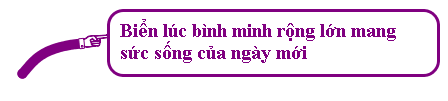 Biển lúc bình minh rộng lớn mang
sức sống của ngày mới